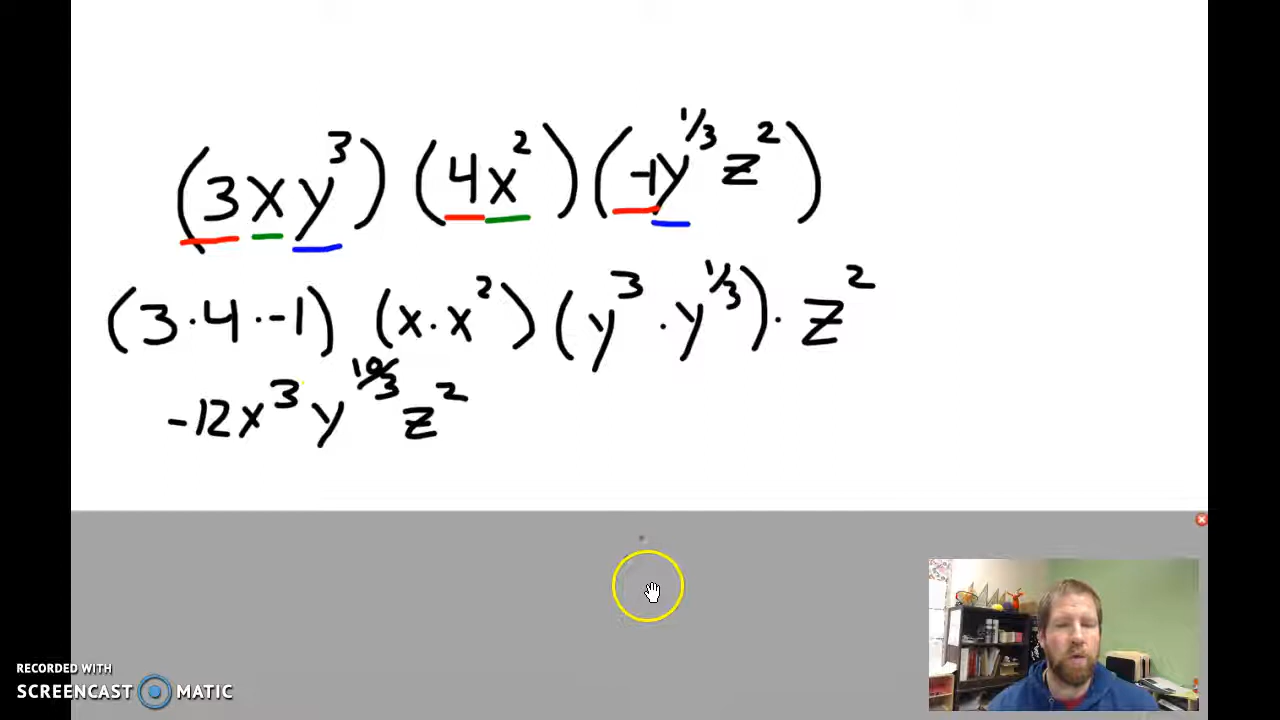 (3xy³) (4x²) (-1y^1/3 z²)
(3·4·-1) (x·x²) (y³·y^1/3)·z²
-12x³y^10/3 z²
RECORDED WITH
SCREENCAST MATIC